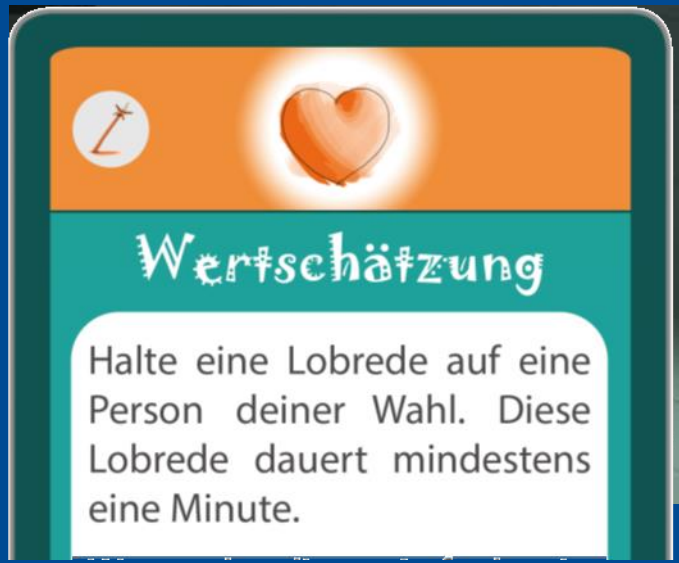 Wertschätzung
Halte eine Lobrede auf eine
Person deiner Wahl. Diese
Lobrede dauert mindestens
eine Minute.